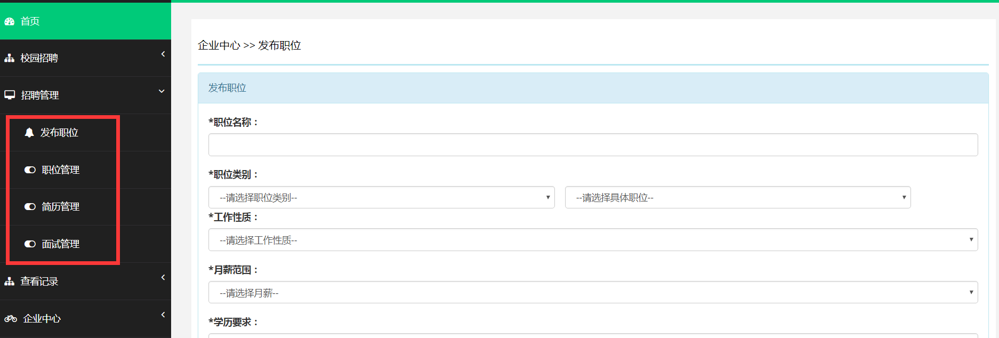 首页
校园招聘
招聘管理
发布职位
职位管理
简历管理
面试管理
查看记录
企业中心
企业中心 >> 发布职位
发布职位
*职位名称：
*职位类别：
--请选择职位类别--
--请选择具体职位--
*工作性质：
--请选择工作性质--
*月薪范围：
--请选择月薪--
*学历要求：